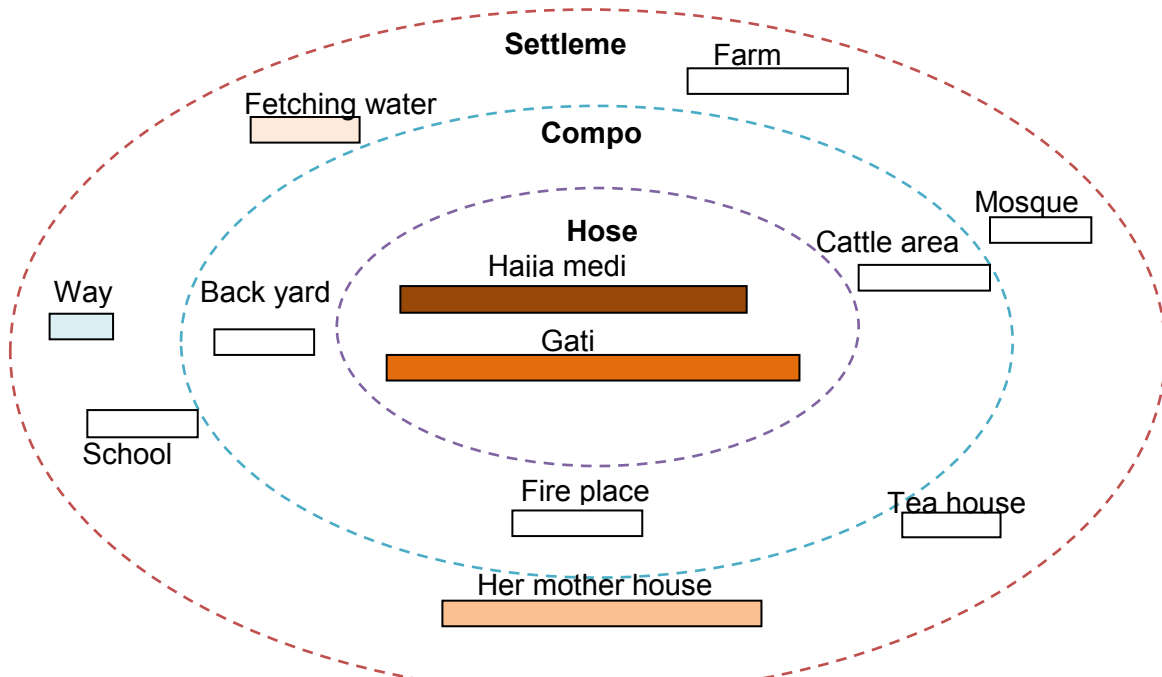 Settleme
Farm
Fetching water
Compo
Mosque
Hose
Cattle area
Haiia medi
Way
Back yard
Gati
School
Fire place
Tea house
Her mother house